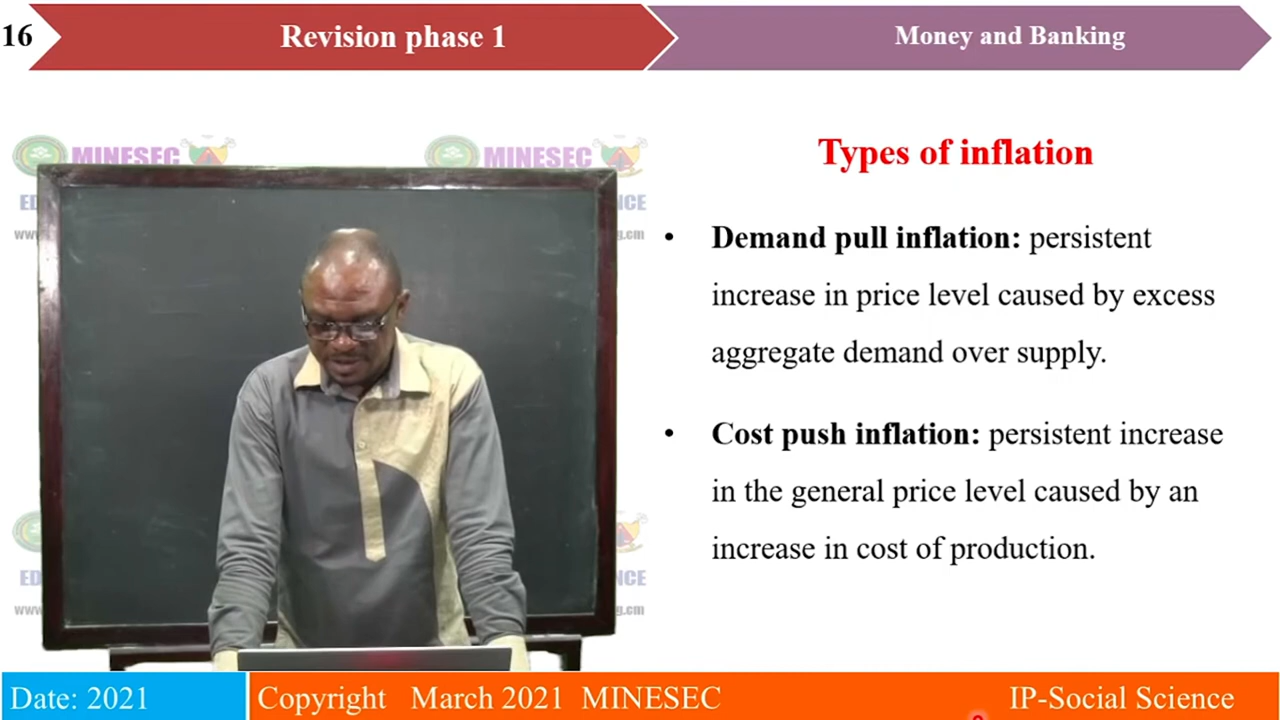 16
Revision phase 1
Money and Banking
MINESEC
MINESEC
Types of inflation
• Demand pull inflation: persistent
increase in price level caused by excess
aggregate demand over supply.
• Cost push inflation: persistent increase
in the general price level caused by an
increase in cost of production.
Date: 2021
Copyright March 2021 MINESEC
IP-Social Science